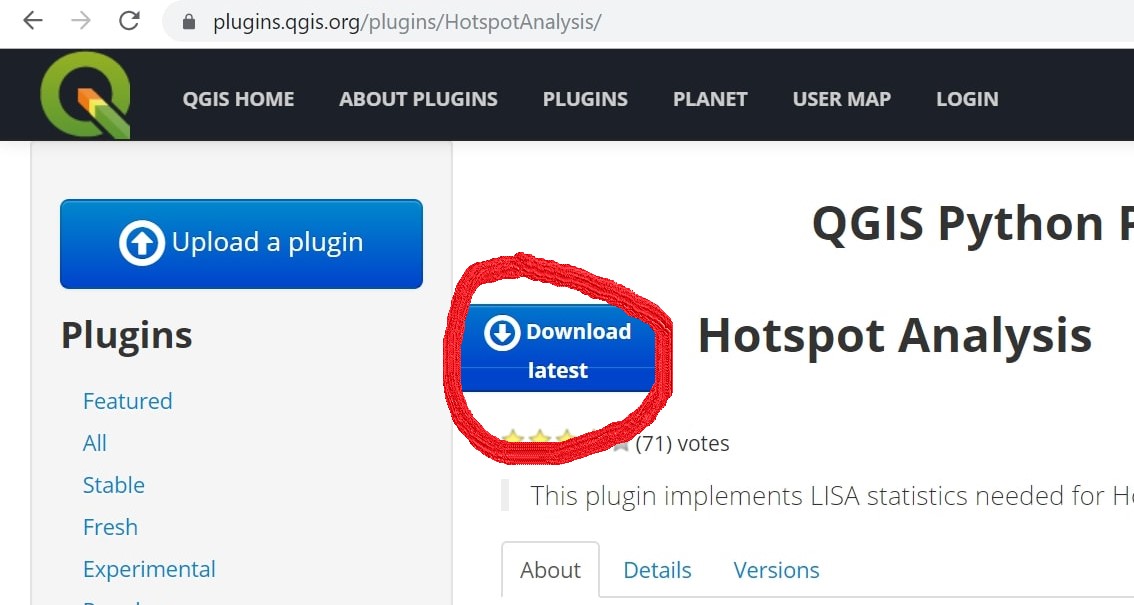 plugins.qgis.org/plugins/HotspotAnalysis/
QGIS HOME ABOUT PLUGINS PLUGINS PLANET USER MAP LOGIN
Upload a plugin
Plugins
Featured
All
Stable
Fresh
Experimental
QGIS Python
Download
latest
Hotspot Analysis
(71) votes
This plugin implements LISA statistics needed for
About Details Versions